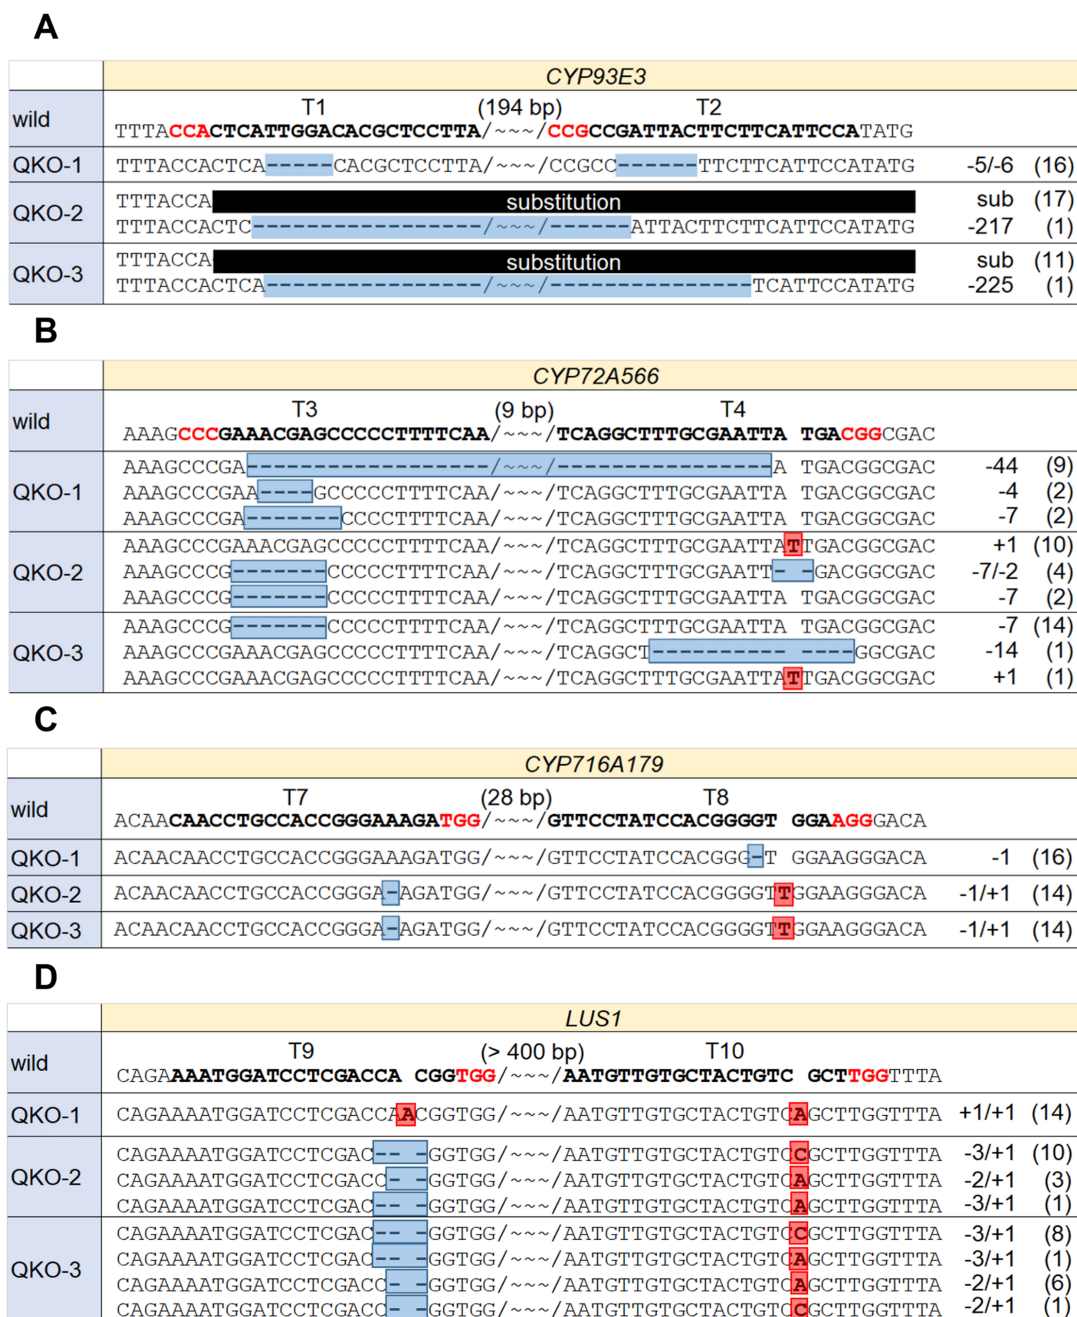 A
CYP93E3
wild
T1 (194 bp) T2
TTTACCACTCATTGGACACGCTCCTTA/~~~/CCGCCGATTACTTCTTCATTCCATATG
QKO-1 TTTACCACTCA-----CACGCTCCTTA/~~~/CCGCC------TTCTTCATTCCATATG -5/-6 (16)
QKO-2
TTTACCA substitution sub (17)
TTTACCACTC-----------------/~~~/------ATTACTTCTTCATTCCATATG -217 (1)
QKO-3
TTTACCA substitution sub (11)
TTTACCACTCA----------------/~~~/---------------TCATTCCATATG -225 (1)
B
CYP72A566
wild
T3 (9 bp) T4
AAAGCCCGAAACGAGCCCCCTTTTCAA/~~~/TCAGGCTTTGCGAATTA TGACGGCGAC
QKO-1
AAAGCCCGA------------------/~~~/----------------A TGACGGCGAC -44 (9)
AAAGCCCGAA----GCCCCCTTTTCAA/~~~/TCAGGCTTTGCGAATTA TGACGGCGAC -4 (2)
AAAGCCCGA-------CCCCTTTTCAA/~~~/TCAGGCTTTGCGAATTA TGACGGCGAC -7 (2)
QKO-2
AAAGCCCGAAACGAGCCCCCTTTTCAA/~~~/TCAGGCTTTGCGAATTATTGACGGCGAC +1 (10)
AAAGCCCG-------CCCCCTTTTCAA/~~~/TCAGGCTTTGCGAATT- -GACGGCGAC -7/-2 (4)
AAAGCCCG-------CCCCCTTTTCAA/~~~/TCAGGCTTTGCGAATTA TGACGGCGAC -7 (2)
QKO-3
AAAGCCCG-------CCCCCTTTTCAA/~~~/TCAGGCTTTGCGAATTA TGACGGCGAC -7 (14)
AAAGCCCGAAACGAGCCCCCTTTTCAA/~~~/TCAGGCT---------- ----GGCGAC -14 (1)
AAAGCCCGAAACGAGCCCCCTTTTCAA/~~~/TCAGGCTTTGCGAATTATTGACGGCGAC +1 (1)
C
CYP716A179
wild
T7 (28 bp) T8
ACAACAACCTGCCACCGGGAAAGATGG/~~~/GTTCCTATCCACGGGGT GGAAGGGACA
QKO-1 ACAACAACCTGCCACCGGGAAAGATGG/~~~/GTTCCTATCCACGGG-T GGAAGGGACA -1 (16)
QKO-2 ACAACAACCTGCCACCGGGA-AGATGG/~~~/GTTCCTATCCACGGGGTTGGAAGGGACA -1/+1 (14)
QKO-3 ACAACAACCTGCCACCGGGA-AGATGG/~~~/GTTCCTATCCACGGGGTTGGAAGGGACA -1/+1 (14)
D
LUS1
wild
T9 (> 400 bp) T10
CAGAAAATGGATCCTCGACCA CGGTGG/~~~/AATGTTGTGCTACTGTC GCTTGGTTTA
QKO-1 CAGAAAATGGATCCTCGACCAACGGTGG/~~~/AATGTTGTGCTACTGTCAGCTTGGTTTA +1/+1 (14)
QKO-2
CAGAAAATGGATCCTCGAC-- -GGTGG/~~~/AATGTTGTGCTACTGTCCGCTTGGTTTA -3/+1 (10)
CAGAAAATGGATCCTCGACC- -GGTGG/~~~/AATGTTGTGCTACTGTCAGCTTGGTTTA -2/+1 (3)
CAGAAAATGGATCCTCGAC-- -GGTGG/~~~/AATGTTGTGCTACTGTCAGCTTGGTTTA -3/+1 (1)
QKO-3
CAGAAAATGGATCCTCGAC-- -GGTGG/~~~/AATGTTGTGCTACTGTCCGCTTGGTTTA -3/+1 (8)
CAGAAAATGGATCCTCGAC-- -GGTGG/~~~/AATGTTGTGCTACTGTCAGCTTGGTTTA -3/+1 (1)
CAGAAAATGGATCCTCGACC- -GGTGG/~~~/AATGTTGTGCTACTGTCAGCTTGGTTTA -2/+1 (6)
CAGAAAATGGATCCTCGACC- -GGTGG/~~~/AATGTTGTGCTACTGTCCGCTTGGTTTA -2/+1 (1)